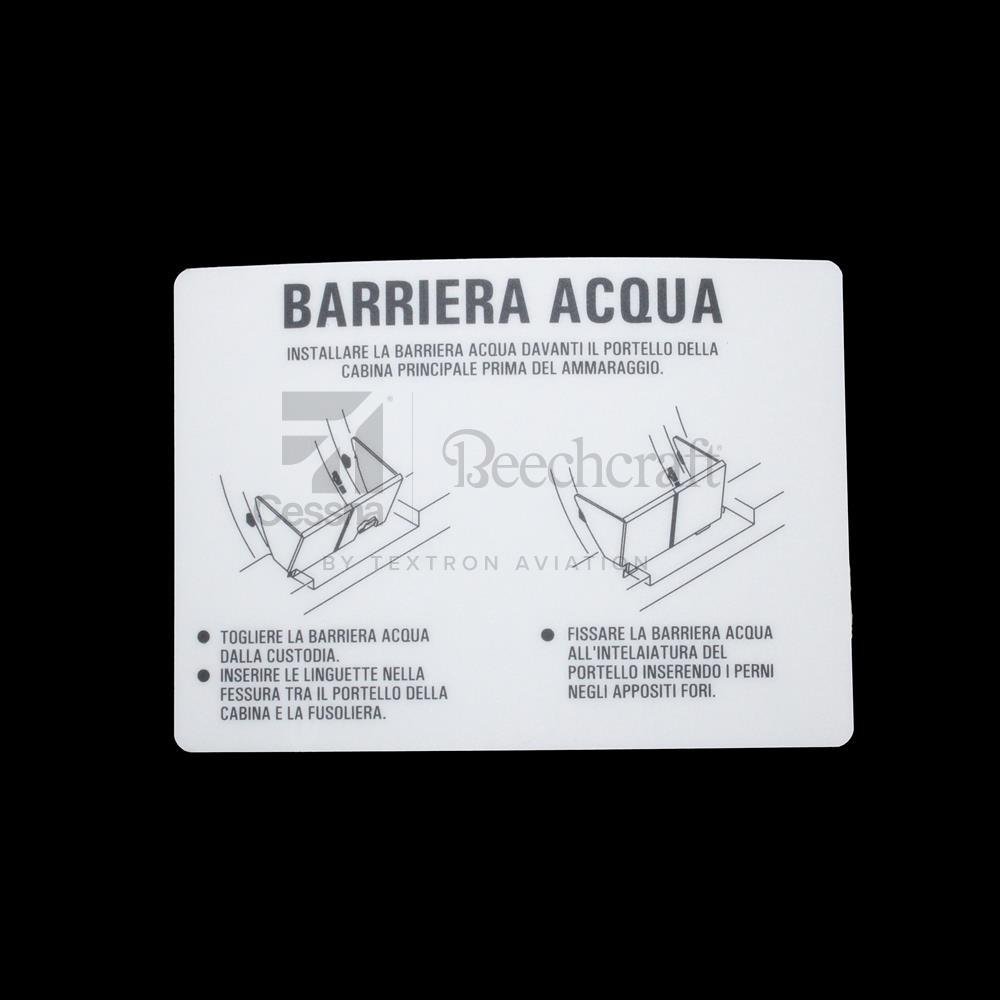 BARRIERA ACQUA
INSTALLARE LA BARRIERA ACQUA DAVANTI IL PORTELLO DELLA
CABINA PRINCIPALE PRIMA DEL AMMARAGGIO.
Cessna
Beechcraft
BY TEXTRON AVIATION
● TOGLIERE LA BARRIERA ACQUA
DALLA CUSTODIA.
● INSERIRE LE LINGUETTE NELLA
FESSURA TRA IL PORTELLO DELLA
CABINA E LA FUSOLIERA.
● FISSARE LA BARRIERA ACQUA
ALL'INTELAIATURA DEL
PORTELLO INSERENDO I PERNI
NEGLI APPOSITI FORI.